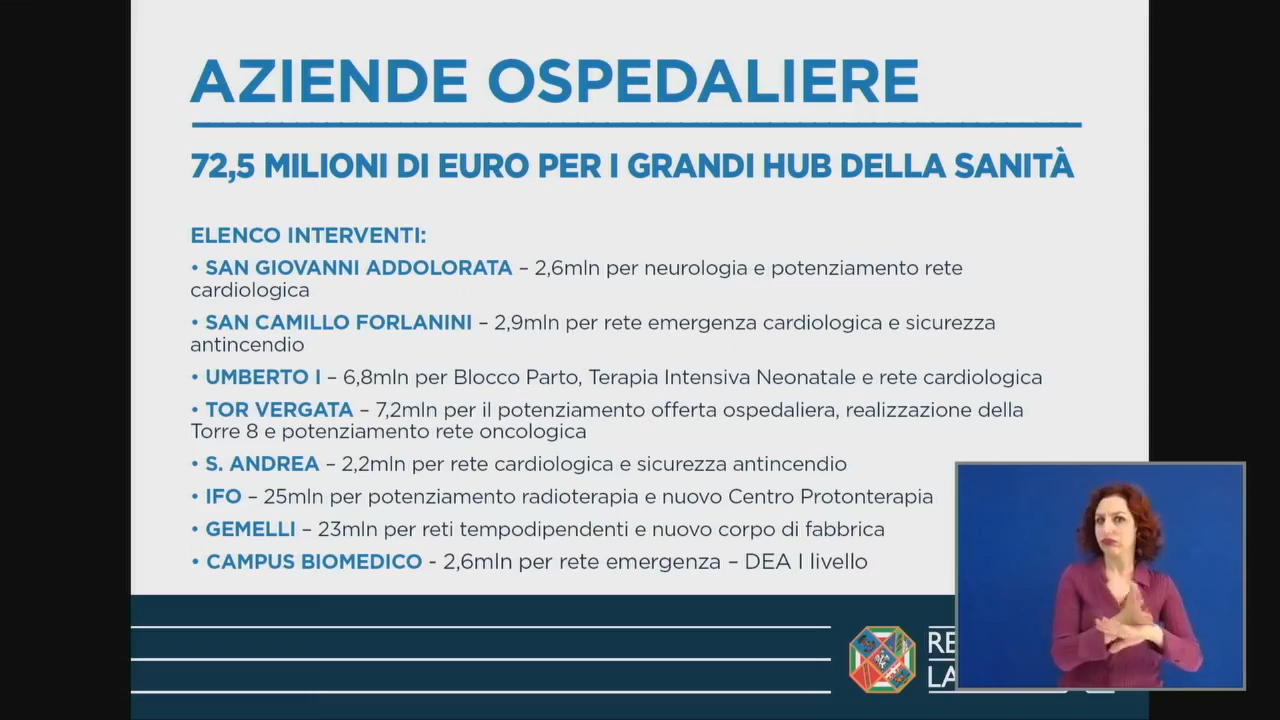 AZIENDE OSPEDALIERE
72,5 MILIONI DI EURO PER I GRANDI HUB DELLA SANITÀ
ELENCO INTERVENTI:
• SAN GIOVANNI ADDOLORATA – 2,6mln per neurologia e potenziamento rete
cardiologica
• SAN CAMILLO FORLANINI – 2,9mln per rete emergenza cardiologica e sicurezza
antincendio
• UMBERTO I – 6,8mln per Blocco Parto, Terapia Intensiva Neonatale e rete cardiologica
• TOR VERGATA – 7,2mln per il potenziamento offerta ospedaliera, realizzazione della
Torre 8 e potenziamento rete oncologica
• S. ANDREA – 2,2mln per rete cardiologica e sicurezza antincendio
• IFO – 25mln per potenziamento radioterapia e nuovo Centro Protonterapia
• GEMELLI – 23mln per reti tempodipendenti e nuovo corpo di fabbrica
• CAMPUS BIOMEDICO - 2,6mln per rete emergenza – DEA I livello